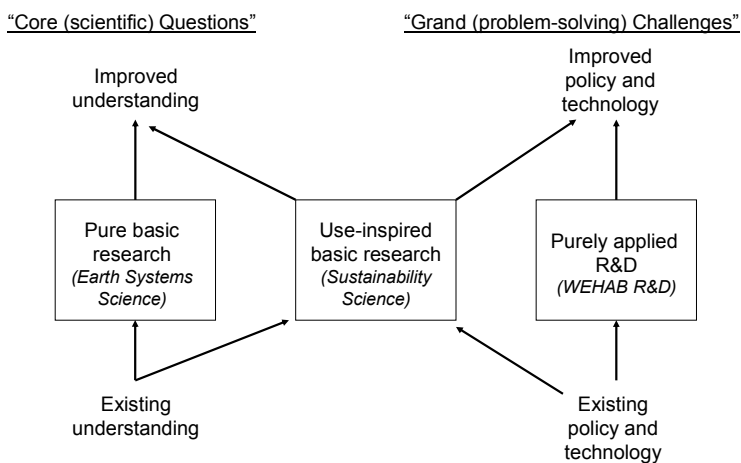 “Core (scientific) Questions”
“Grand (problem-solving) Challenges”
Improved
understanding
Improved
policy and
technology
Pure basic
research
(Earth Systems
Science)
Use-inspired
basic research
(Sustainability
Science)
Purely applied
R&D
(WEHAB R&D)
Existing
understanding
Existing
policy and
technology